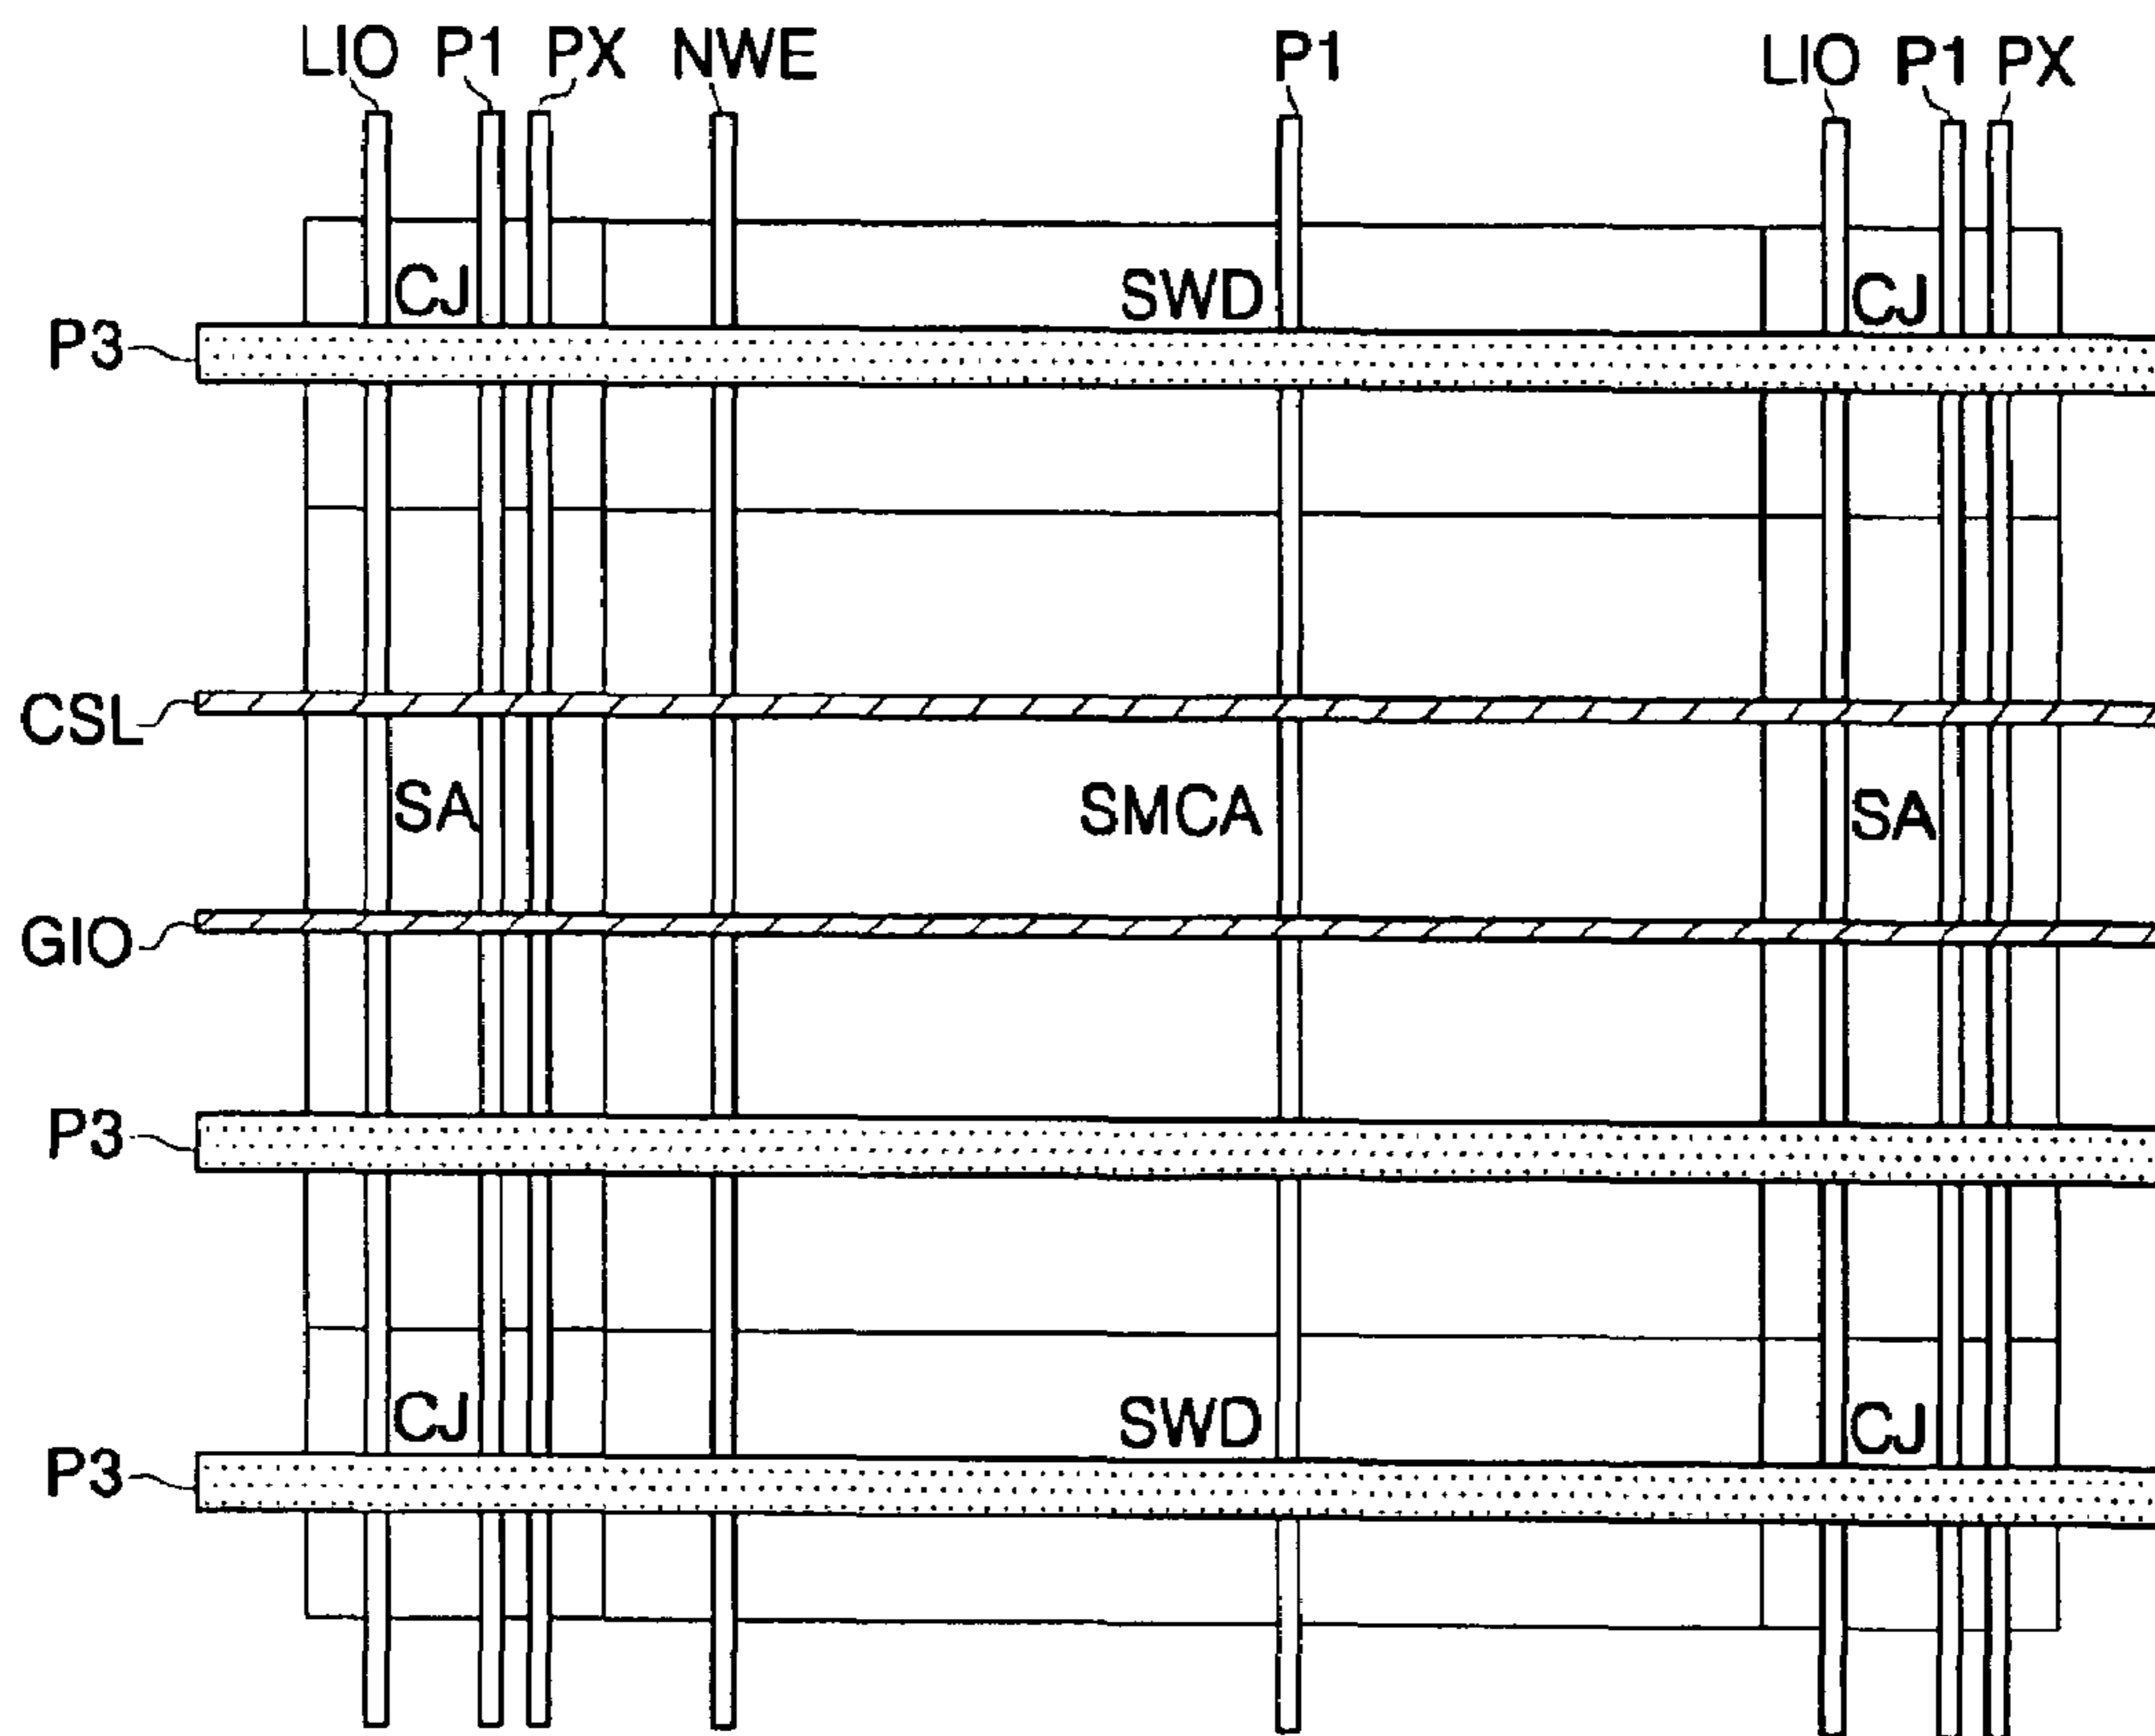 LIO P1 PX NWE P1 LIO P1 PX
CJ SWD CJ
P3
CSL
SA SMCA SA
GIO
P3
CJ SWD CJ
P3